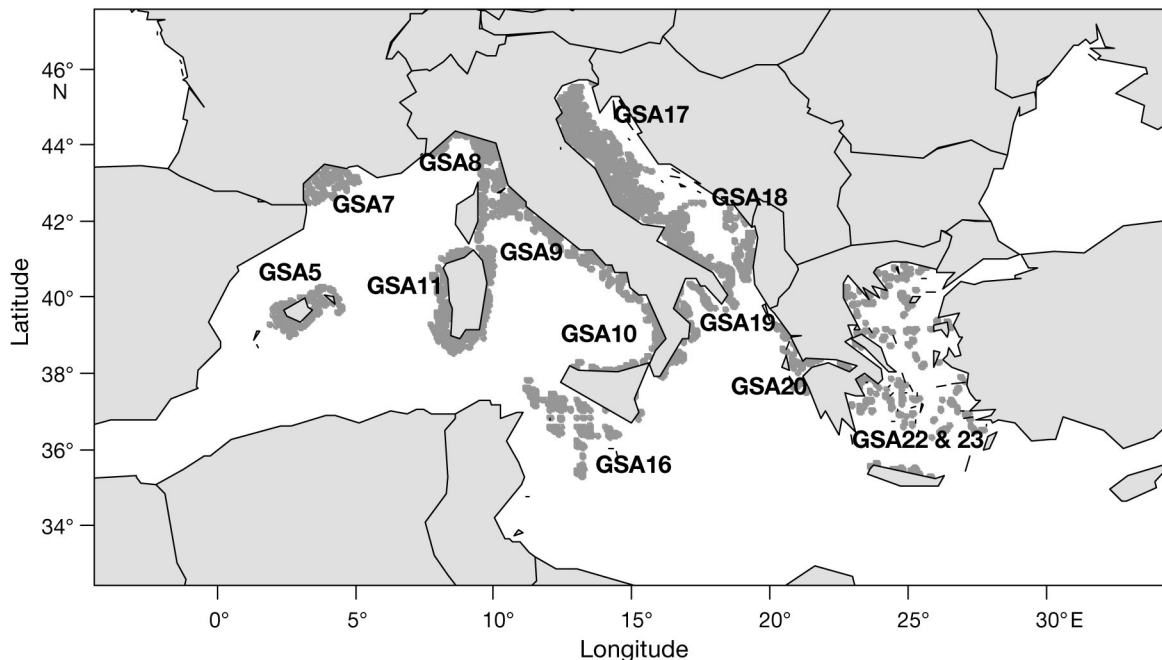 46°
N
44°
42°
40°
38°
36°
34°
Latitude
GSA17
GSA8
GSA7
GSA18
GSA9
GSA5
GSA11
GSA19
GSA10
GSA20
GSA22 & 23
GSA16
0°
5°
10°
15°
20°
25°
30°E
Longitude